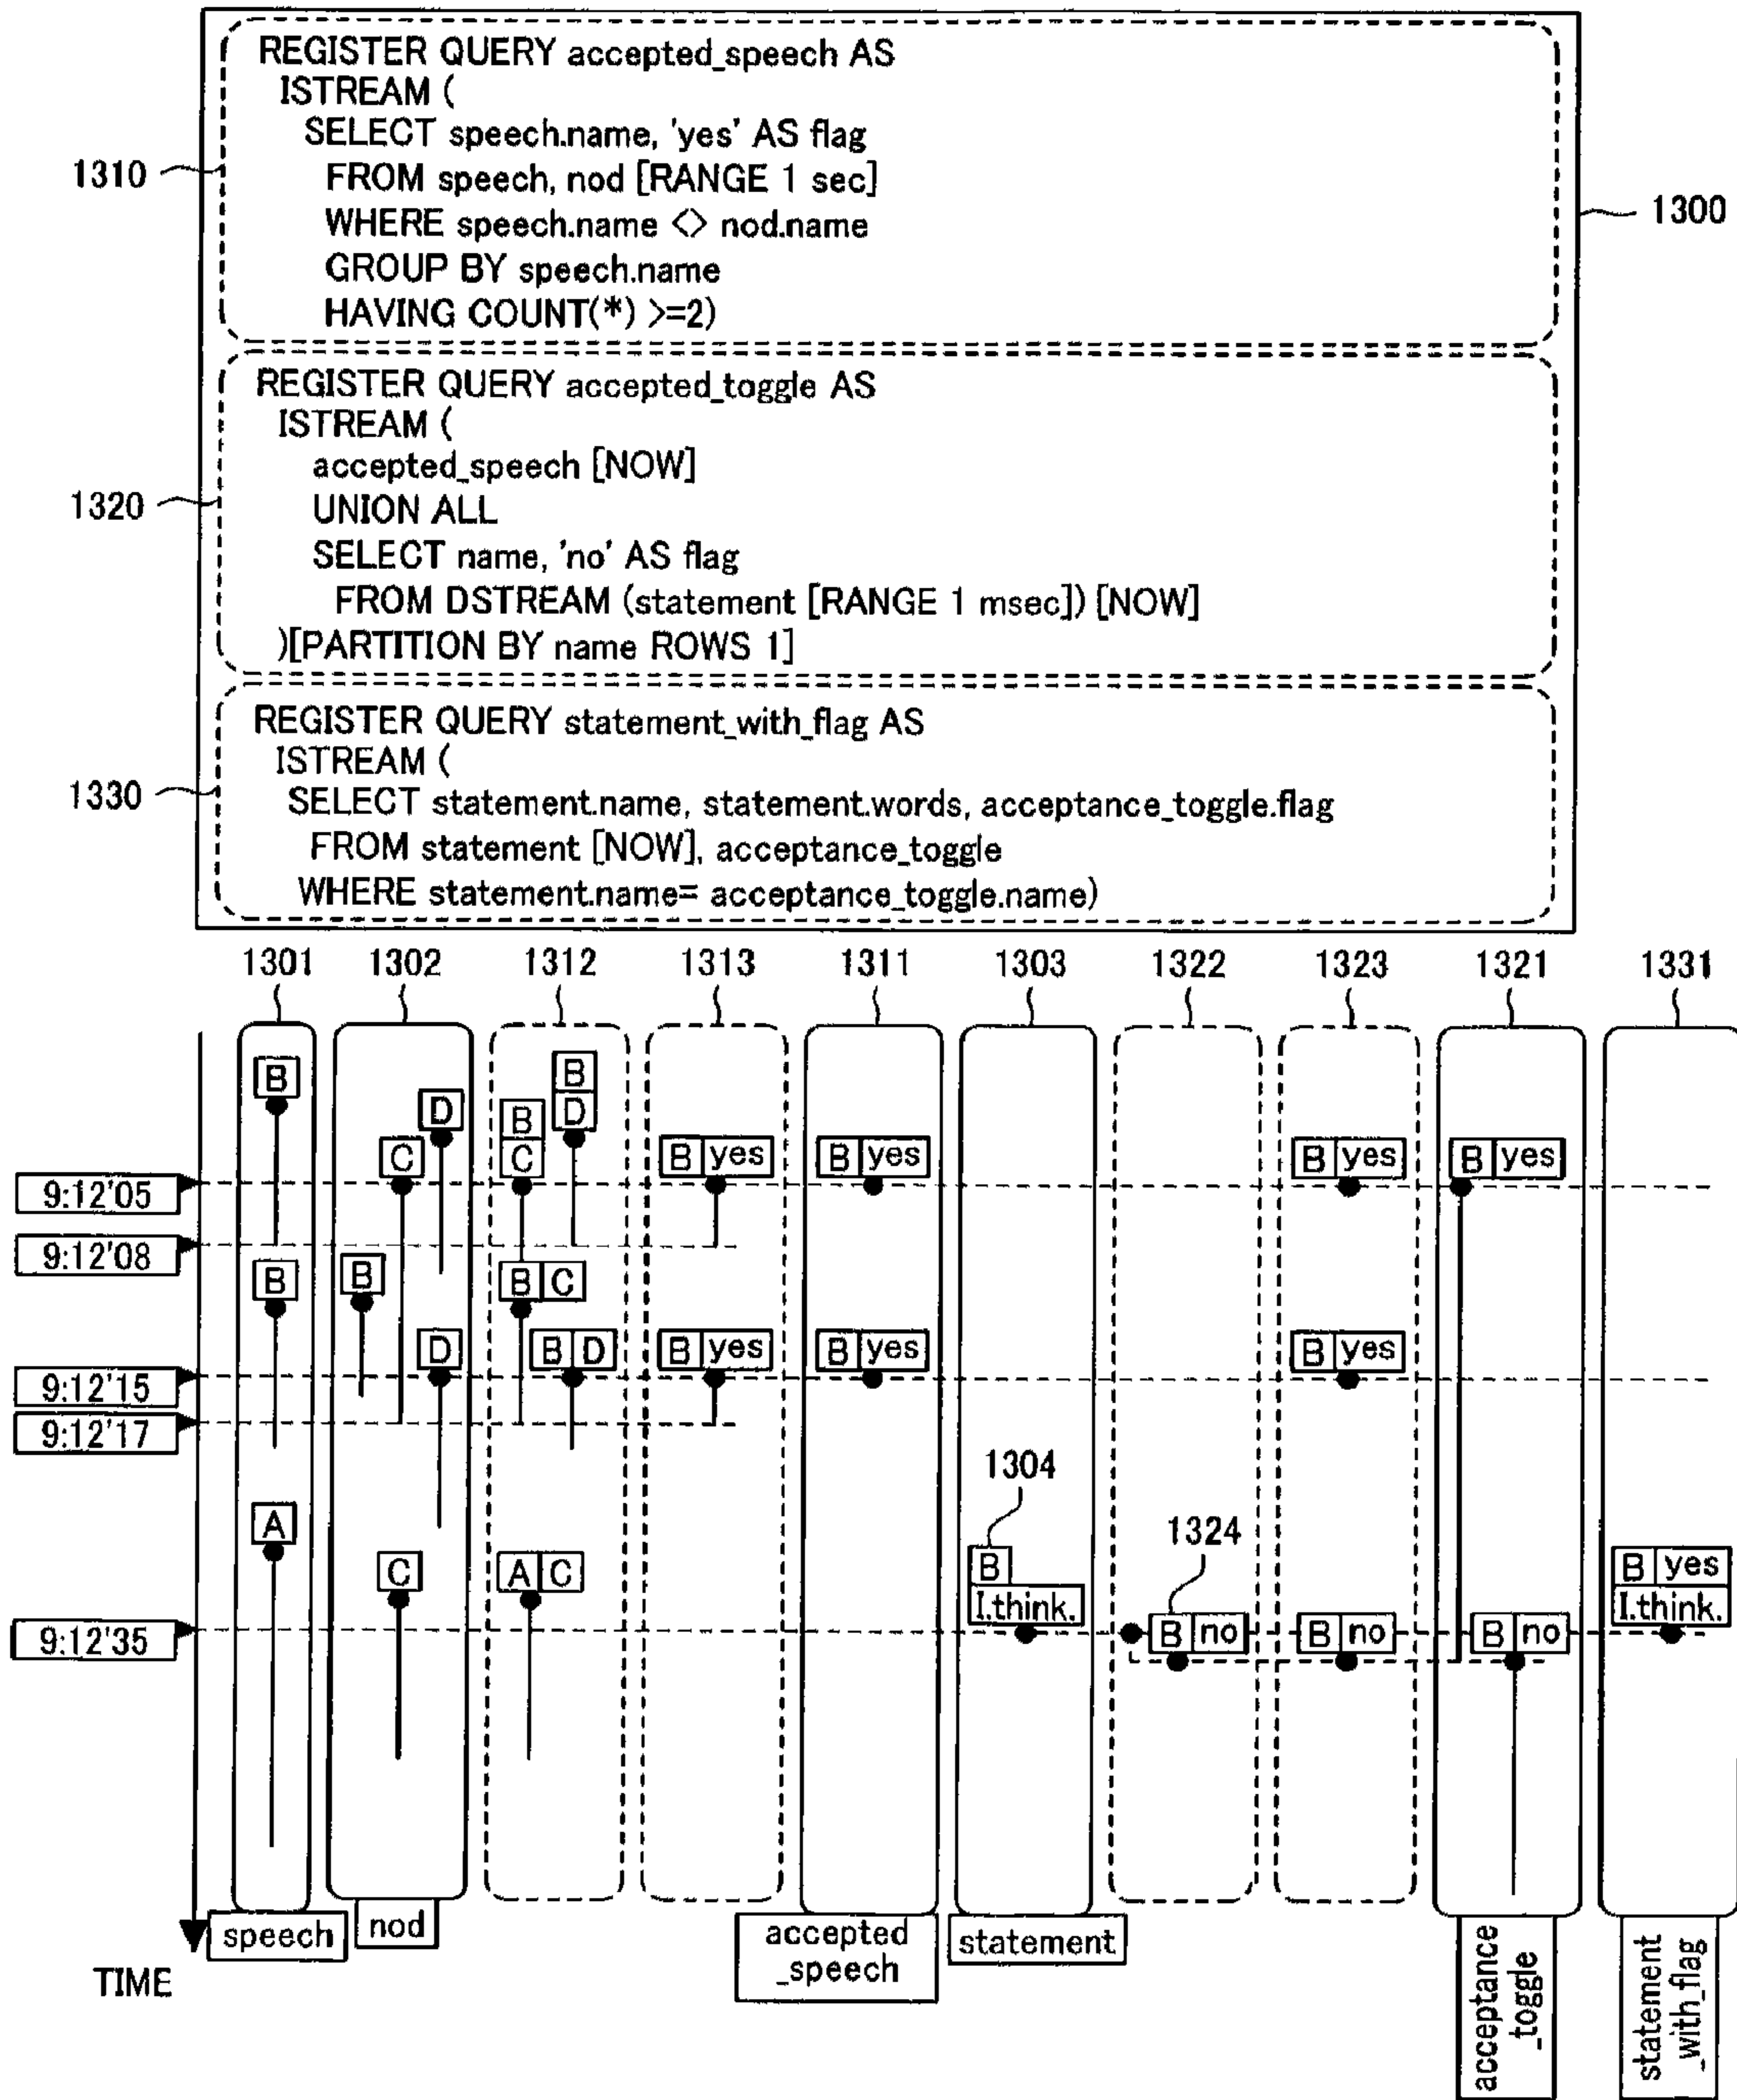 REGISTER QUERY accepted_speech AS
ISTREAM (
SELECT speech.name, 'yes' AS flag
FROM speech, nod [RANGE 1 sec]
WHERE speech.name <> nod.name
GROUP BY speech.name
HAVING COUNT(*) >=2)
1310
1300
REGISTER QUERY accepted_toggle AS
ISTREAM (
accepted_speech [NOW]
UNION ALL
SELECT name, 'no' AS flag
FROM DSTREAM (statement [RANGE 1 msec]) [NOW]
)[PARTITION BY name ROWS 1]
1320
REGISTER QUERY statement_with_flag AS
ISTREAM (
SELECT statement.name, statement.words, acceptance_toggle.flag
FROM statement [NOW], acceptance_toggle
WHERE statement.name= acceptance_toggle.name)
1330
1301 1302 1312 1313 1311 1303 1322 1323 1321 1331
B B
D B D
C C B yes B yes B yes B yes
9:12'05
9:12'08
B B B C
D B D B yes B yes B yes
9:12'15
9:12'17
1304
A 1324
C A C B B yes
I.think. I.think.
9:12'35 B no B no B no
speech nod accepted statement
_speech
TIME
acceptance
_toggle
statement
_with_flag